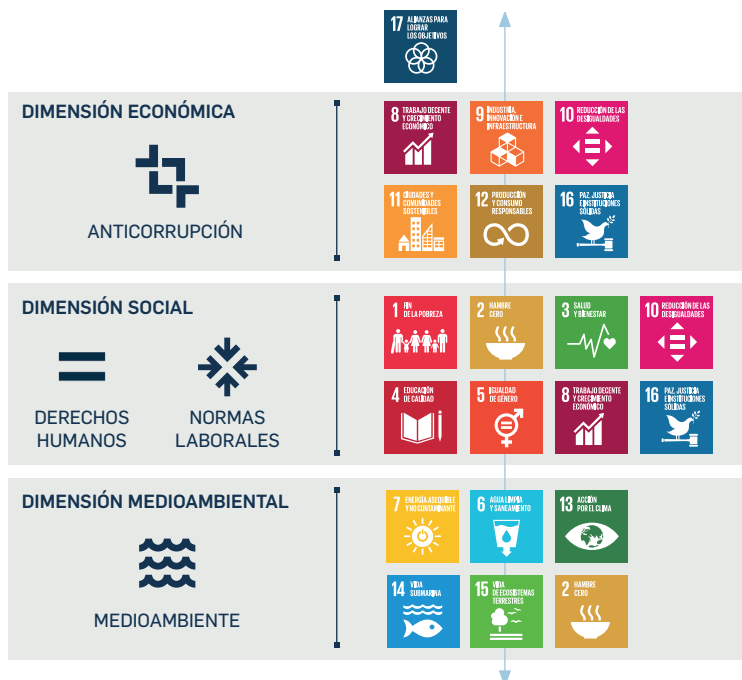 17 ALIANZAS PARA
LOGRAR
LOS OBJETIVOS
DIMENSIÓN ECONÓMICA
ANTICORRUPCIÓN
8 TRABAJO DECENTE
Y CRECIMIENTO
ECONÓMICO
9 INDUSTRIA,
INNOVACIÓN E
INFRAESTRUCTURA
10 REDUCCIÓN DE LAS
DESIGUALDADES
11 CIUDADES Y
COMUNIDADES
SOSTENIBLES
12 PRODUCCIÓN
Y CONSUMO
RESPONSABLES
16 PAZ, JUSTICIA
E INSTITUCIONES
SÓLIDAS
DIMENSIÓN SOCIAL
DERECHOS
HUMANOS
NORMAS
LABORALES
1 FIN
DE LA POBREZA
2 HAMBRE
CERO
3 SALUD
Y BIENESTAR
10 REDUCCIÓN DE LAS
DESIGUALDADES
4 EDUCACIÓN
DE CALIDAD
5 IGUALDAD
DE GÉNERO
8 TRABAJO DECENTE
Y CRECIMIENTO
ECONÓMICO
16 PAZ, JUSTICIA
E INSTITUCIONES
SÓLIDAS
DIMENSIÓN MEDIOAMBIENTAL
MEDIOAMBIENTE
7 ENERGÍA ASEQUIBLE
Y NO CONTAMINANTE
6 AGUA LIMPIA
Y SANEAMIENTO
13 ACCIÓN
POR EL CLIMA
14 VIDA
SUBMARINA
15 VIDA
DE ECOSISTEMAS
TERRESTRES
2 HAMBRE
CERO